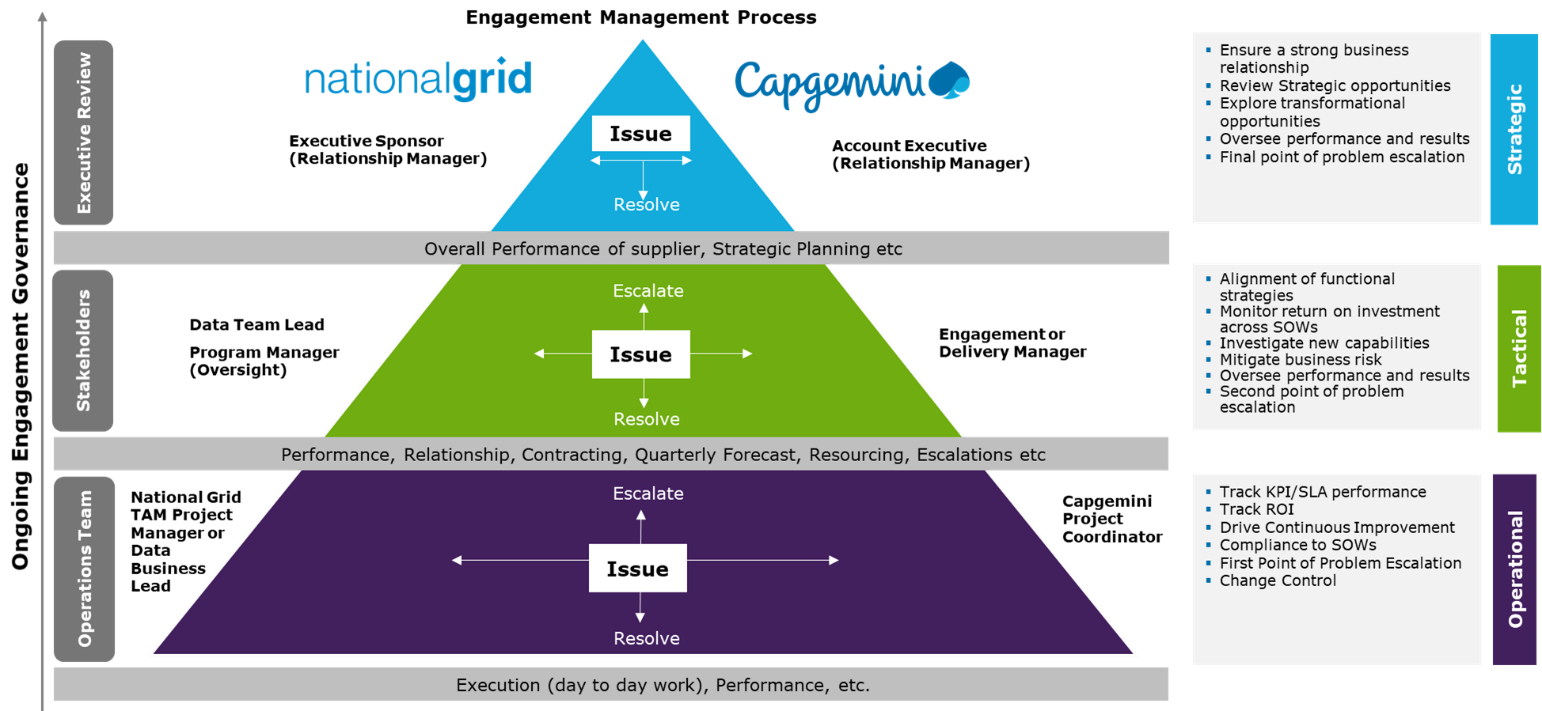 Engagement Management Process
Ongoing Engagement Governance
Executive Review
nationalgrid
Capgemini
Executive Sponsor
(Relationship Manager)
Issue
Resolve
Account Executive
(Relationship Manager)
Ensure a strong business
relationship
Review Strategic opportunities
Explore transformational
opportunities
Oversee performance and results
Final point of problem escalation
Strategic
Overall Performance of supplier, Strategic Planning etc
Stakeholders
Data Team Lead
Program Manager
(Oversight)
Escalate
Issue
Resolve
Engagement or
Delivery Manager
Alignment of functional
strategies
Monitor return on investment
across SOWs
Investigate new capabilities
Mitigate business risk
Oversee performance and results
Second point of problem
escalation
Tactical
Performance, Relationship, Contracting, Quarterly Forecast, Resourcing, Escalations etc
Operations Team
National Grid
TAM Project
Manager or
Data
Business
Lead
Escalate
Issue
Resolve
Capgemini
Project
Coordinator
Track KPI/SLA performance
Track ROI
Drive Continuous Improvement
Compliance to SOWs
First Point of Problem Escalation
Change Control
Operational
Execution (day to day work), Performance, etc.